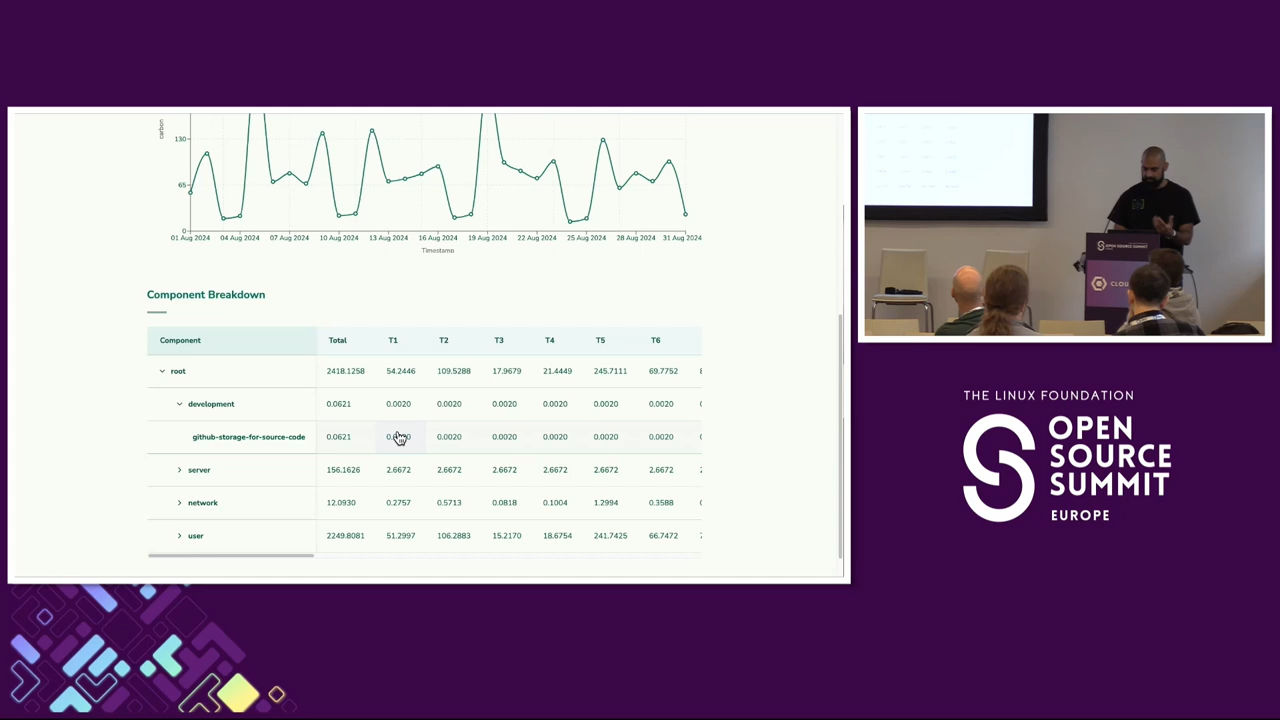 carbon
130
65
0
01 Aug 2024 04 Aug 2024 07 Aug 2024 10 Aug 2024 13 Aug 2024 16 Aug 2024 19 Aug 2024 22 Aug 2024 25 Aug 2024 28 Aug 2024 31 Aug 2024
Timestamp
Component Breakdown
Component Total T1 T2 T3 T4 T5 T6
root 2418.1258 54.2446 109.5288 17.9679 21.4449 245.7111 69.7752
development 0.0621 0.0020 0.0020 0.0020 0.0020 0.0020 0.0020
github-storage-for-source-code 0.0621 0.0020 0.0020 0.0020 0.0020 0.0020
server 156.1626 2.6672 2.6672 2.6672 2.6672 2.6672 2.6672
network 12.0930 0.2757 0.5713 0.0818 0.1004 1.2994 0.3588
user 2249.8081 51.2997 106.2883 15.2170 18.6754 241.7425 66.7472
OPEN SOURCE SUMMIT
CLOU
THE LINUX FOUNDATION
OPEN
SOURCE
SUMMIT
EUROPE